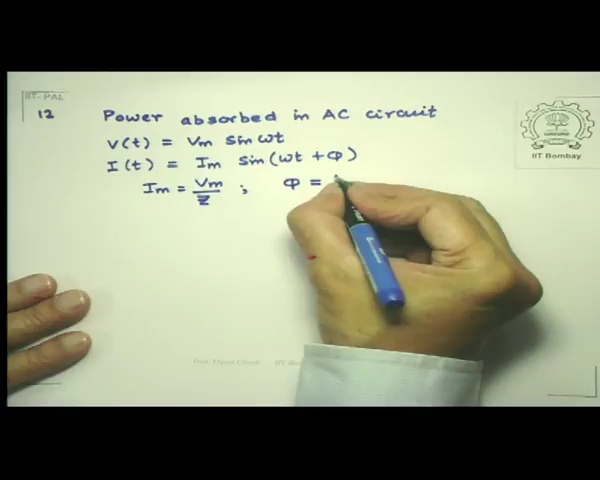 IIT-PAL
12 Power absorbed in AC circuit
V(t) = Vm Sin ωt
I(t) = Im Sin(ωt + φ)
Im = Vm/Z ; φ =
IIT Bombay